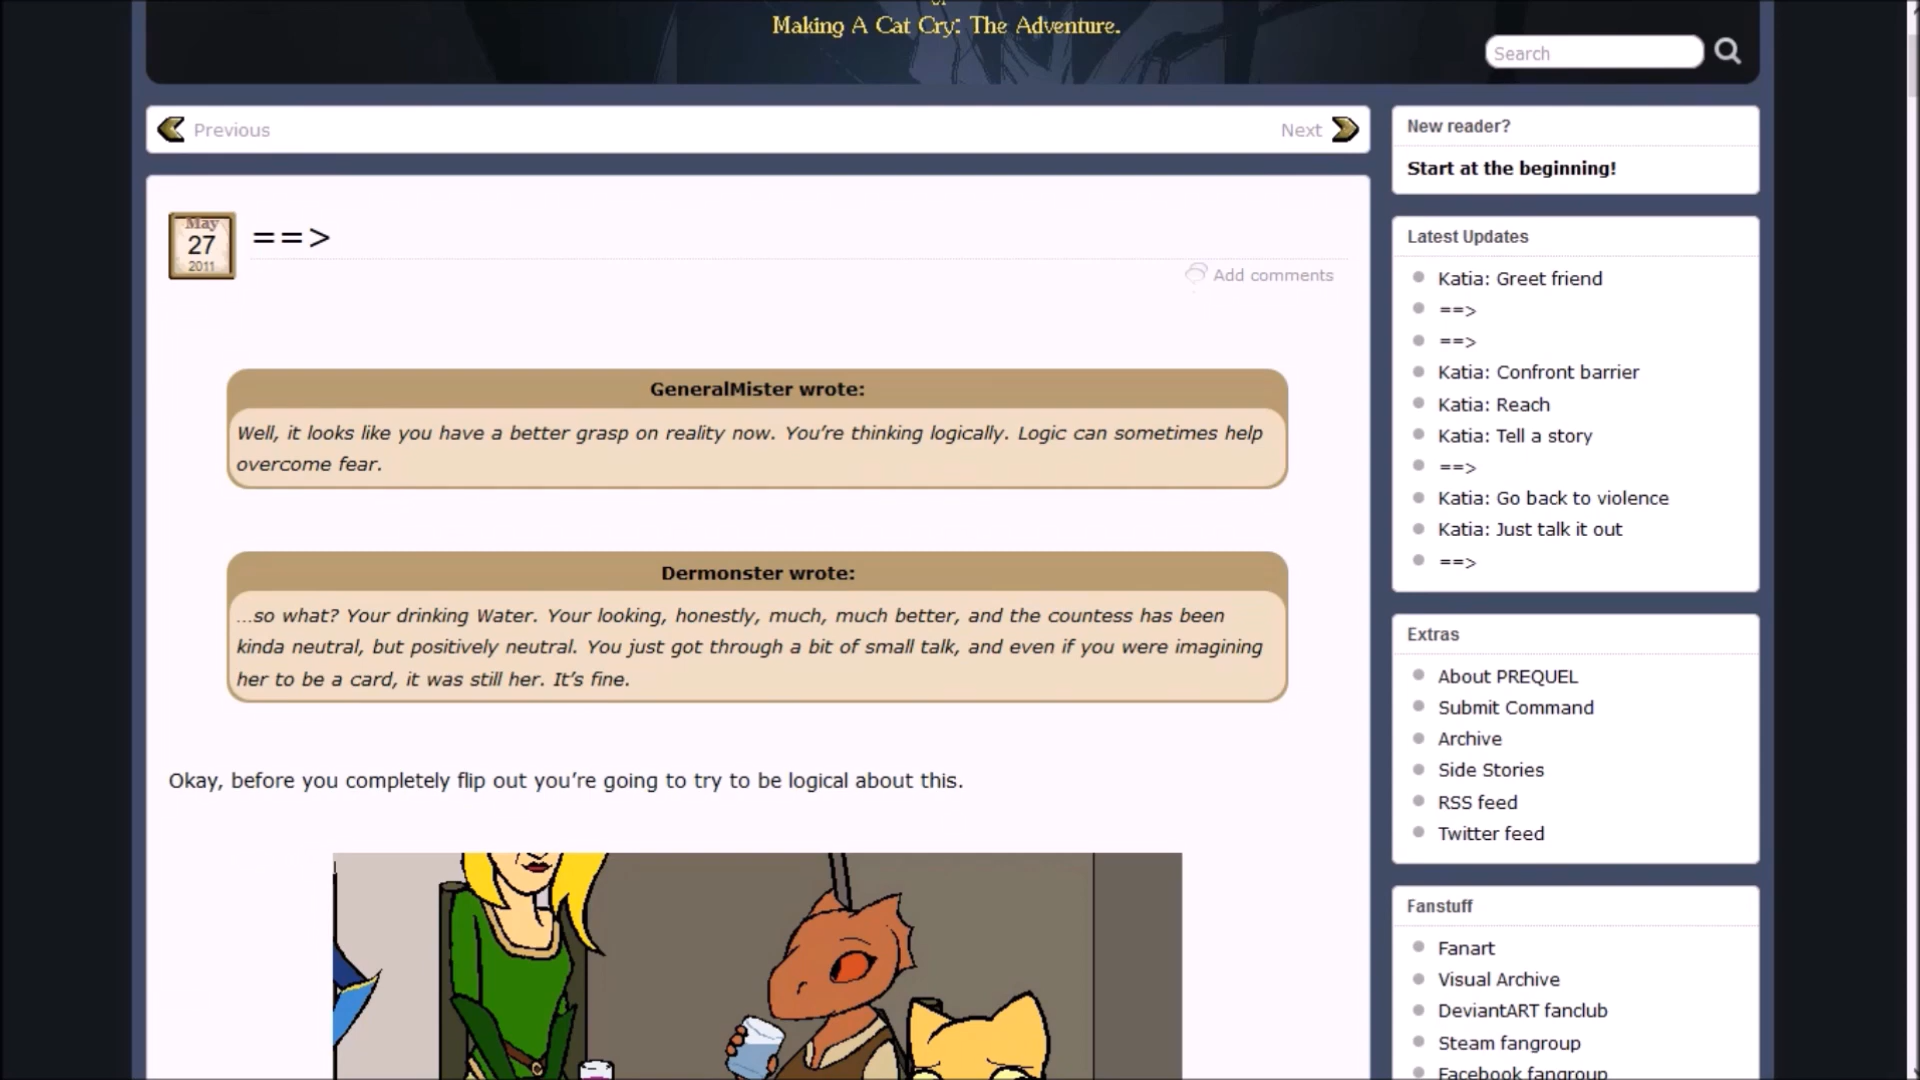 Making A Cat Cry: The Adventure.
Search
Previous
Next
New reader?
Start at the beginning!
May
27
2011
==>
Add comments
GeneralMister wrote:
Well, it looks like you have a better grasp on reality now. You’re thinking logically. Logic can sometimes help
overcome fear.
Dermonster wrote:
…so what? Your drinking Water. Your looking, honestly, much, much better, and the countess has been
kinda neutral, but positively neutral. You just got through a bit of small talk, and even if you were imagining
her to be a card, it was still her. It’s fine.
Okay, before you completely flip out you’re going to try to be logical about this.
Latest Updates
Katia: Greet friend
==>
==>
Katia: Confront barrier
Katia: Reach
Katia: Tell a story
==>
Katia: Go back to violence
Katia: Just talk it out
==>
Extras
About PREQUEL
Submit Command
Archive
Side Stories
RSS feed
Twitter feed
Fanstuff
Fanart
Visual Archive
DeviantART fanclub
Steam fangroup
Facebook fangroup